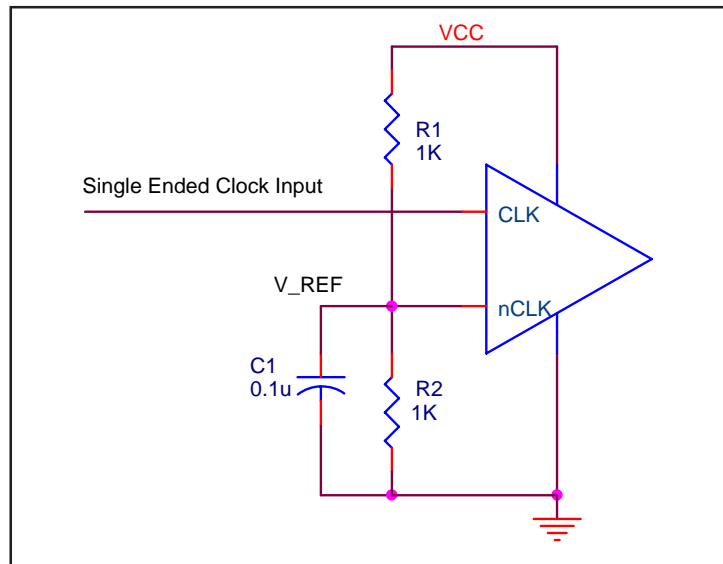 VCC
R1
1K
Single Ended Clock Input
CLK
V_REF
nCLK
C1
0.1u
R2
1K